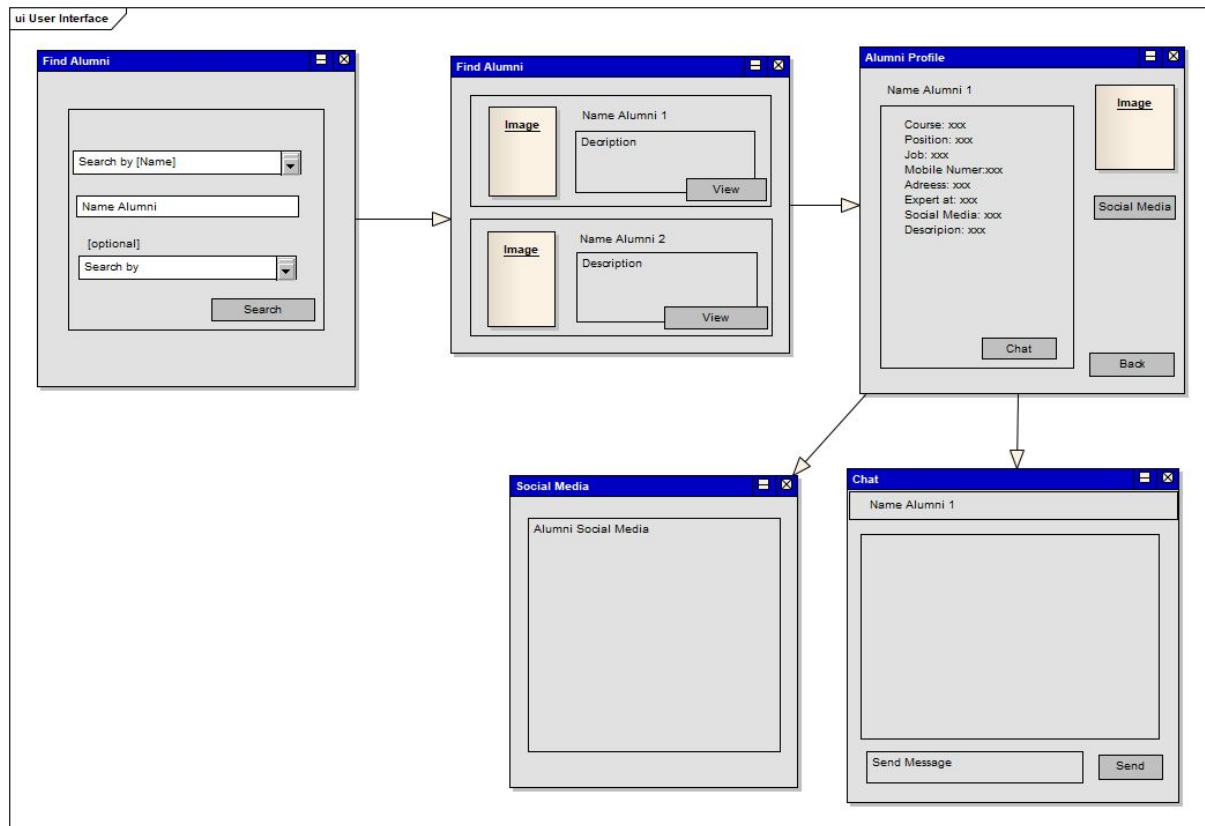 ui User Interface
Find Alumni
Search by [Name]
Name Alumni
[optional]
Search by
Search
Find Alumni
Image
Name Alumni 1
Decription
View
Image
Name Alumni 2
Description
View
Alumni Profile
Name Alumni 1
Image
Course: xxx
Position: xxx
Job: xxx
Mobile Numer:xxx
Adreess: xxx
Expert at: xxx
Social Media: xxx
Descripion: xxx
Social Media
Chat
Back
Social Media
Alumni Social Media
Chat
Name Alumni 1
Send Message
Send